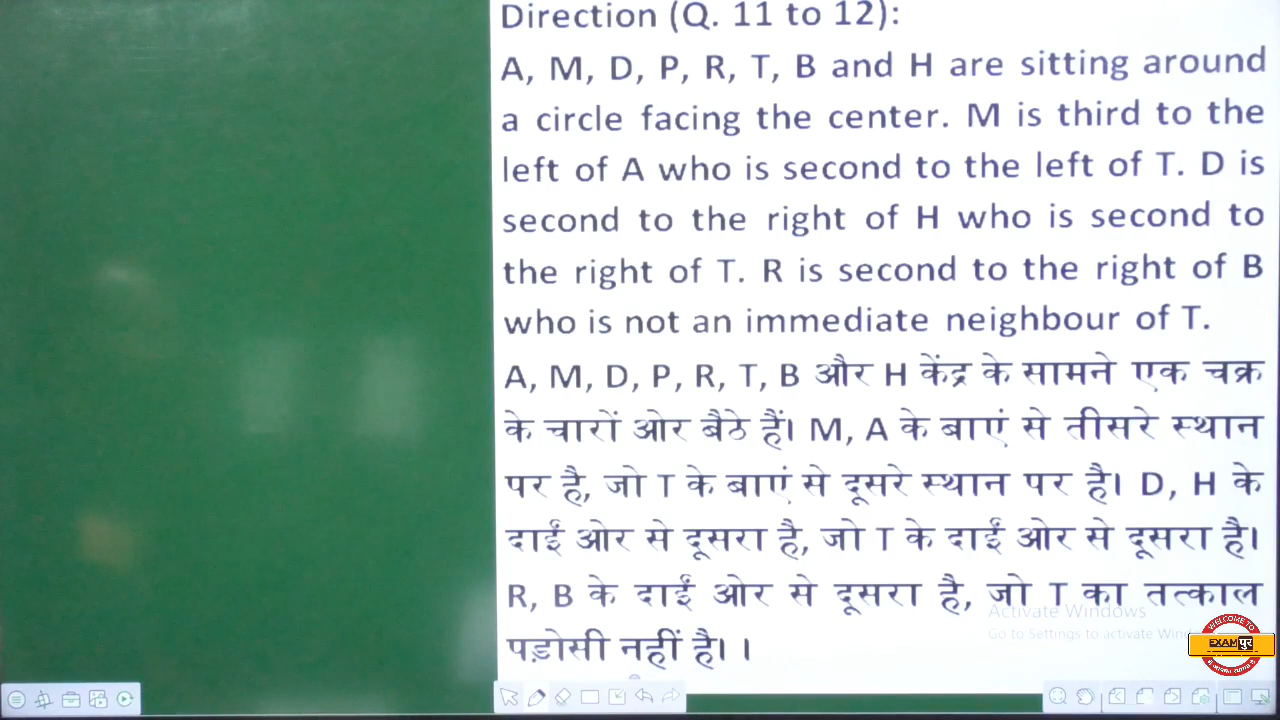 Direction (Q. 11 to 12):
A, M, D, P, R, T, B and H are sitting around
a circle facing the center. M is third to the
left of A who is second to the left of T. D is
second to the right of H who is second to
the right of T. R is second to the right of B
who is not an immediate neighbour of T.
A, M, D, P, R, T, B और H केंद्र के सामने एक चक्र
के चारों ओर बैठे हैं। M, A के बाएं से तीसरे स्थान
पर है, जो T के बाएं से दूसरे स्थान पर है। D, H के
दाईं ओर से दूसरा है, जो T के दाईं ओर से दूसरा है।
R, B के दाईं ओर से दूसरा है, जो T का तत्काल
पड़ोसी नहीं है। ।
Activate Windows
Go to Settings to activate
WELCOME TO
EXAM पुर